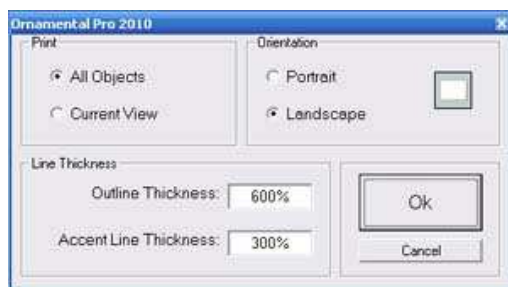 Ornamental Pro 2010
Print
All Objects
Current View
Orientation
Portrait
Landscape
Line Thickness
Outline Thickness: 600%
Accent Line Thickness: 300%
Ok
Cancel